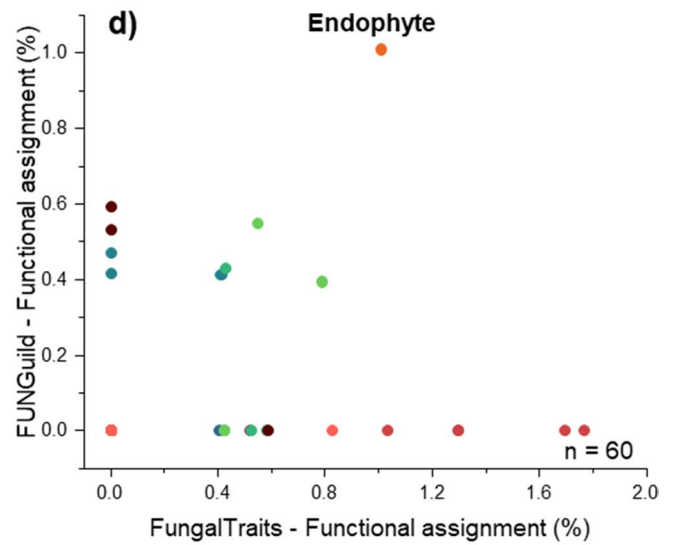 d)
Endophyte
FUNGuild - Functional assignment (%)
1.0
0.8
0.6
0.4
0.2
0.0
n = 60
0.0 0.4 0.8 1.2 1.6 2.0
FungalTraits - Functional assignment (%)